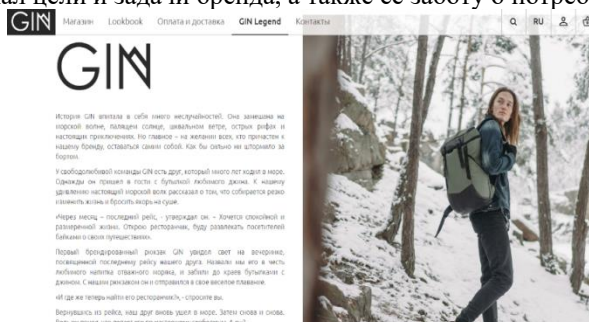 ал цели и задачи бренда, а также ее заботу о потреб
GIN Магазин Lookbook Оплата и доставка GIN Legend Контакты RU
GIN
История GIN впитала в себя много неслучайностей. Она замешана на
морской волне, палящем солнце, шквальном ветре, острых рифах и
настоящих приключениях. Но главное – на желании всех, кто причастен к
нашему бренду, оставаться самим собой. Как бы сильно ни штормило за
бортом.
У свободолюбивой команды GIN есть друг, который много лет ходит в море.
Однажды он пришел в гости с бутылкой любимого джина. К нашему
удивлению настоящий морской волк рассказал о том, что собирается резко
изменить жизнь и бросить якорь на суше.
«Через месяц – последний рейс, - утверждал он. – Хочется спокойной и
размеренной жизни. Открою ресторанчик, буду развлекать посетителей
байками о своих путешествиях».
Первый брендированный рюкзак GIN увидел свет на вечеринке,
посвященной последнему рейсу нашего друга. Назвали мы его в честь
любимого напитка отважного моряка, и забили до краев бутылками с
джином. С нашим рюкзаком он и отправился в свое веселое плавание.
«И где же теперь найти его ресторанчик?», - спросите вы.
Вернувшись из рейса, наш друг вновь ушел в море. Затем снова и снова.